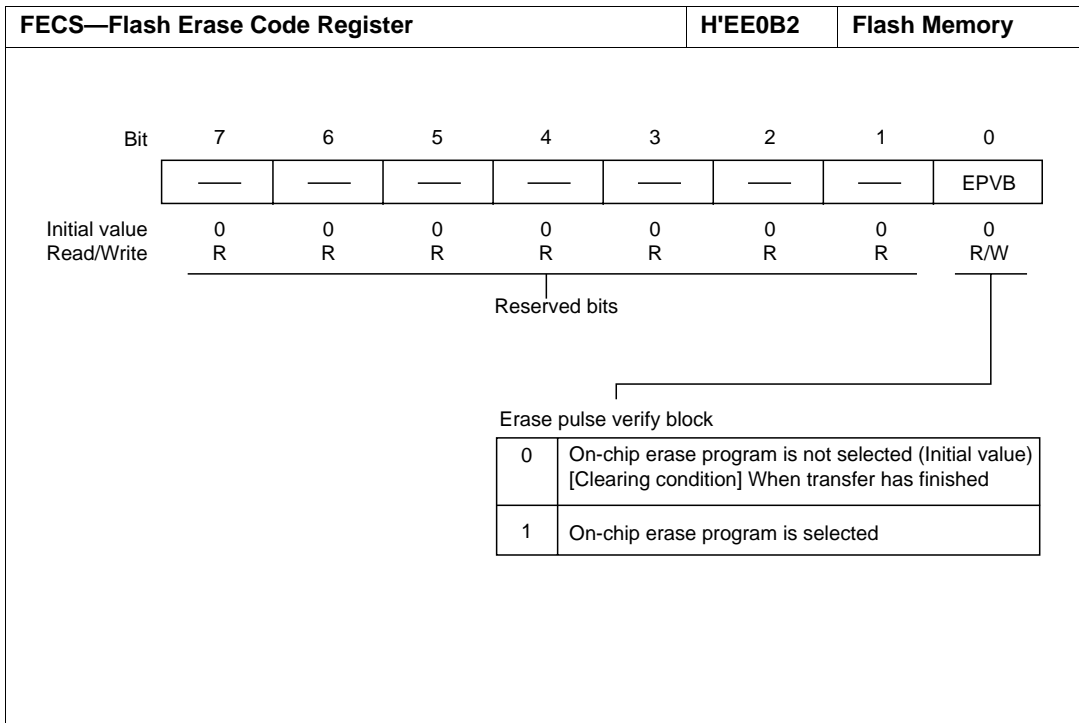 FECS—Flash Erase Code Register H'EE0B2 Flash Memory
Bit 7 6 5 4 3 2 1 0
— — — — — — — EPVB
Initial value 0 0 0 0 0 0 0 0
Read/Write R R R R R R R R/W
Reserved bits
Erase pulse verify block
0 On-chip erase program is not selected (Initial value)
[Clearing condition] When transfer has finished
1 On-chip erase program is selected